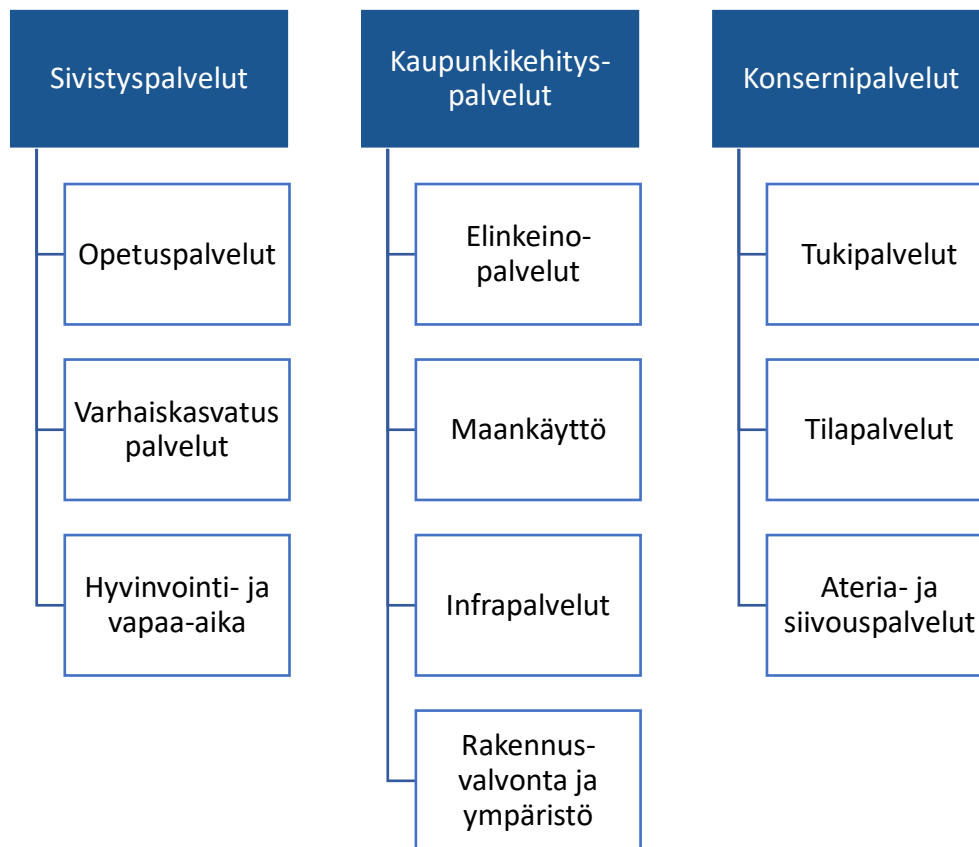 Sivistyspalvelut
Opetuspalvelut
Varhaiskasvatus
palvelut
Hyvinvointi- ja
vapaa-aika
Kaupunkikehitys-
palvelut
Elinkeino-
palvelut
Maankäyttö
Infrapalvelut
Rakennus-
valvonta ja
ympäristö
Konsernipalvelut
Tukipalvelut
Tilapalvelut
Ateria- ja
siivouspalvelut